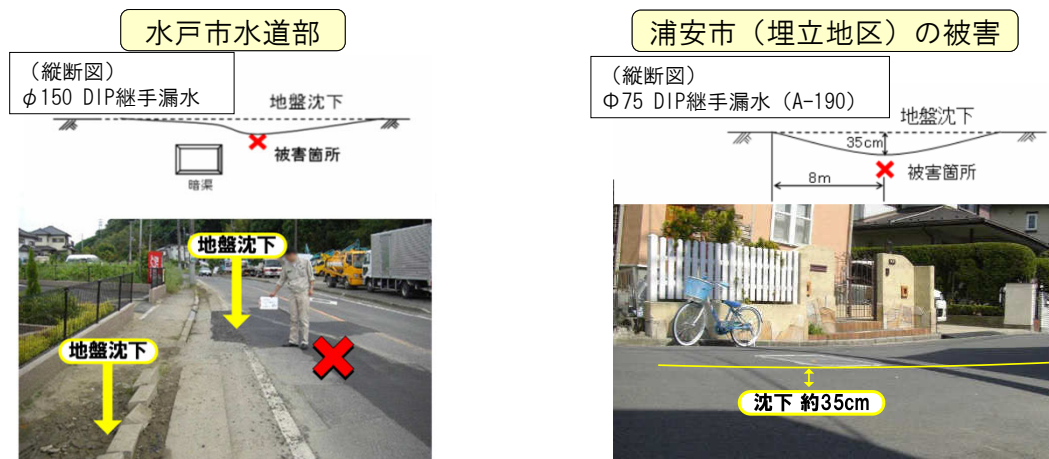 水戸市水道部
（縦断図）
φ150 DIP継手漏水
地盤沈下
被害箇所
暗渠
地盤沈下
地盤沈下
浦安市（埋立地区）の被害
（縦断図）
Φ75 DIP継手漏水（A-190）
地盤沈下
35cm
被害箇所
8m
沈下 約35cm